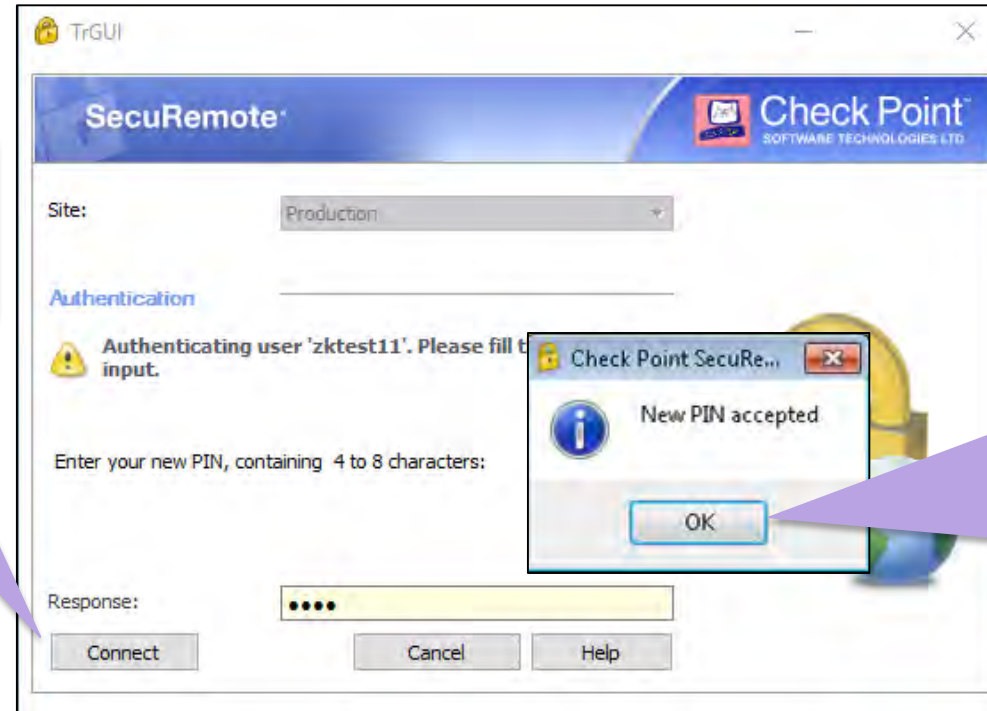 TrGUI
SecuRemote
Check Point™
SOFTWARE TECHNOLOGIES LTD.
Site:
Production
Authentication
Authenticating user 'zktest11'. Please fill t
input.
Check Point SecuRe...
New PIN accepted
OK
Enter your new PIN, containing 4 to 8 characters:
Response:
••••
Connect
Cancel
Help